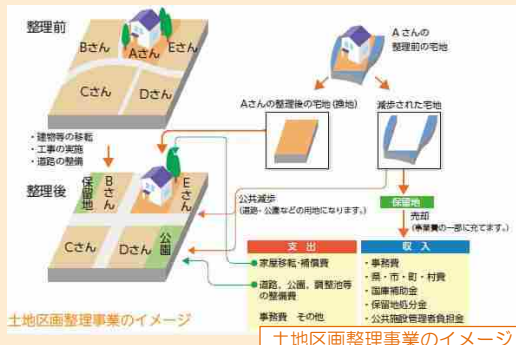 整理前
Bさん
Aさん
Eさん
Cさん
Dさん
・建物等の移転
・工事の実施
・道路の整備
整理後
保留地
Bさん
Eさん
Cさん
Dさん
公園
Aさんの
整理前の宅地
Aさんの整理後の宅地(換地)
減歩された宅地
公共減歩
(道路・公園などの用地になります。)
保留地
売却
(事業費の一部に充てます。)
支出
家屋移転・補償費
道路、公園、調整池等
の整備費
事務費 その他
収入
・事務費
・県・市・町・村費
・国庫補助金
・保留地処分金
・公共施設管理者負担金
土地区画整理事業のイメージ
土地区画整理事業のイメージ